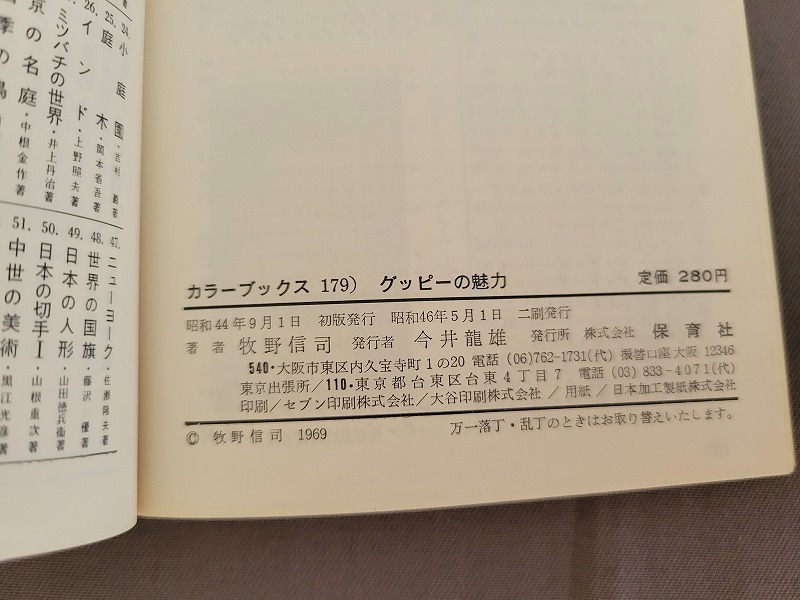 24. 小庭園・吉村 巌著
25. 庭木・岡本省吾著
26. インド・上野照夫著
ミツバチの世界・井上丹治著
京の名庭・中根金作著
四季の鳥
47. ニューヨーク・佐瀬隆夫著
48. 世界の国旗・藤沢 優著
49. 日本の人形・山田徳兵衛著
50. 日本の切手Ⅰ・山根重次著
51. 中世の美術・黒江光彦著
カラーブックス 179) グッピーの魅力 定価 280円
昭和44年9月1日 初版発行 昭和46年5月1日 二刷発行
著 者 牧野信司 発行者 今井龍雄 発行所 株式会社 保育社
540・大阪市東区内久宝寺町1の20 電話 (06)762-1731(代) 振替口座大阪 12346
東京出張所/110・東京都台東区台東4丁目7 電話(03)833-4071(代)
印刷/セブン印刷株式会社/大谷印刷株式会社/用紙/日本加工製紙株式会社
© 牧野信司 1969 万一落丁・乱丁のときはお取り替えいたします。